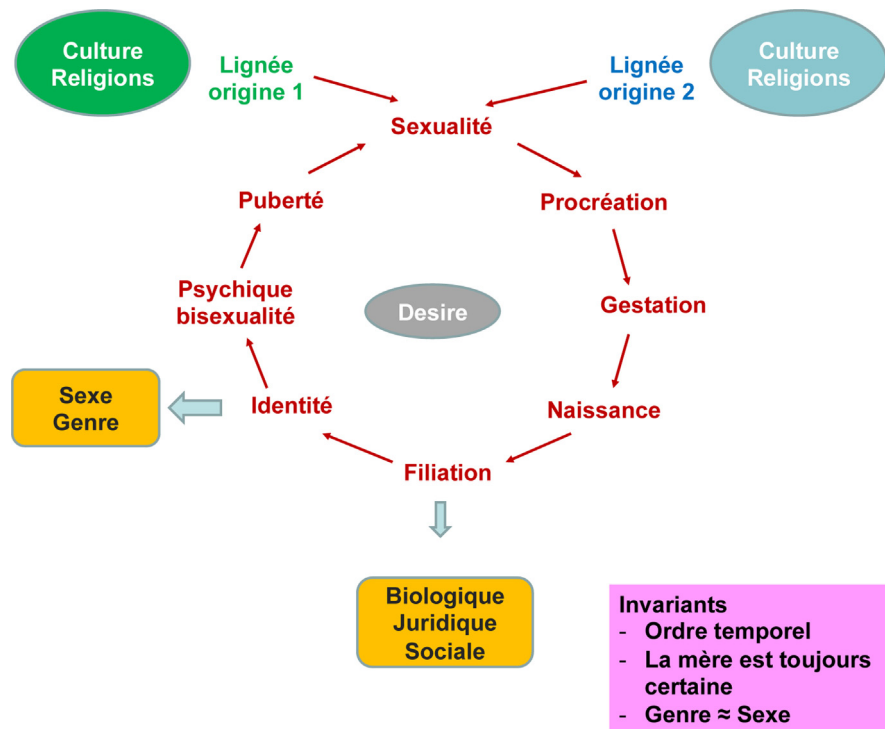 Culture
Religions
Lignée
origine 1
Lignée
origine 2
Culture
Religions
Sexualité
Puberté
Procréation
Psychique
bisexualité
Desire
Gestation
Sexe
Genre
Identité
Naissance
Filiation
Biologique
Juridique
Sociale
Invariants
- Ordre temporel
- La mère est toujours
certaine
- Genre ≈ Sexe